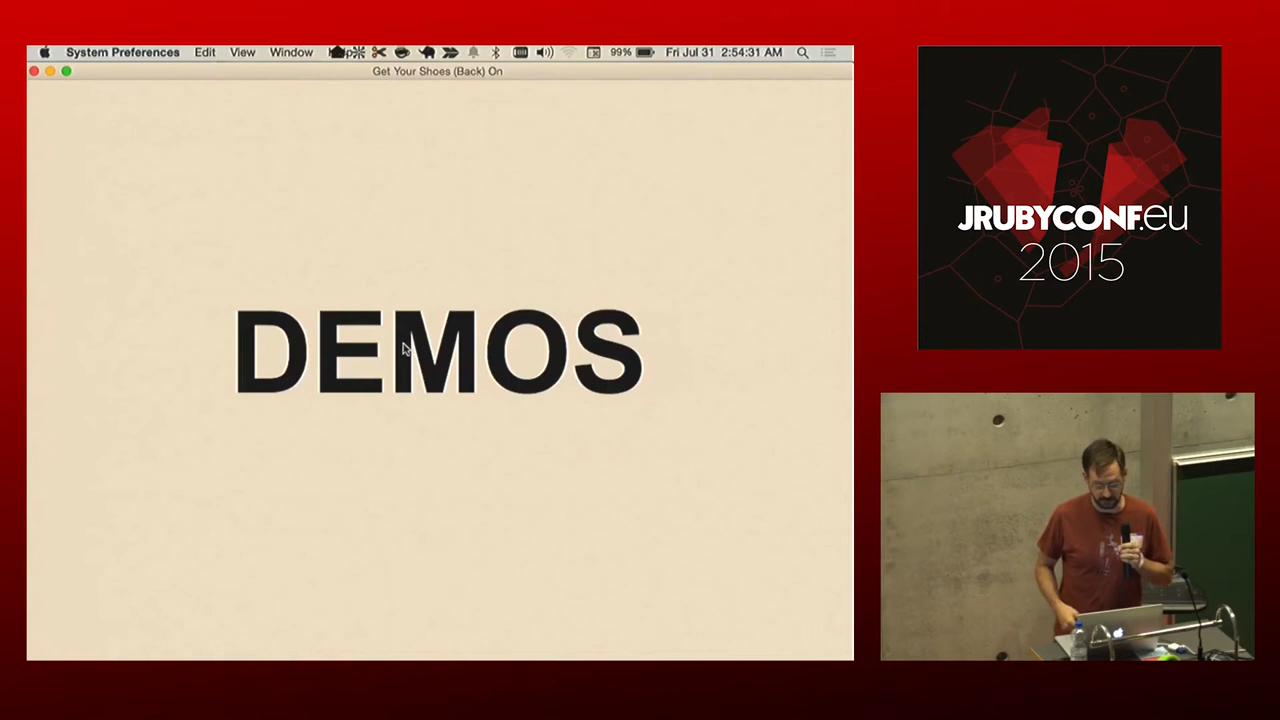 System Preferences Edit View Window 99% Fri Jul 31 2:54:31 AM
Get Your Shoes (Back) On
DEMOS
JRUBYCONF.eu
2015